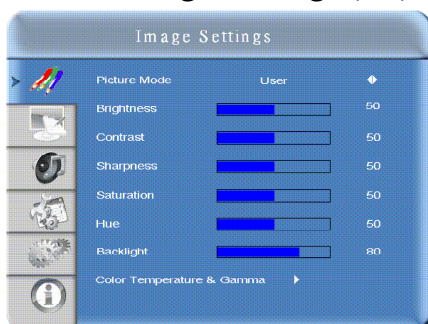 Image Settings
Picture Mode User
Brightness 50
Contrast 50
Sharpness 50
Saturation 50
Hue 50
Backlight 80
Color Temperature & Gamma